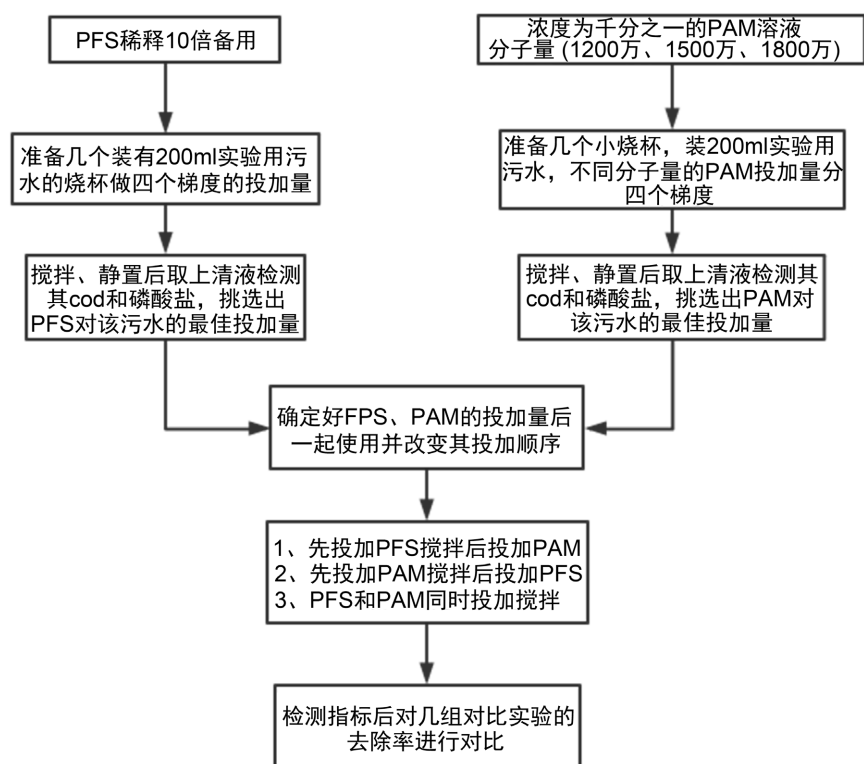 PFS稀释10倍备用
浓度为千分之一的PAM溶液
分子量 (1200万、1500万、1800万)
准备几个装有200ml实验用污
水的烧杯做四个梯度的投加量
准备几个小烧杯，装200ml实验用
污水，不同分子量的PAM投加量分
四个梯度
搅拌、静置后取上清液检测
其cod和磷酸盐，挑选出
PFS对该污水的最佳投加量
搅拌、静置后取上清液检测其
cod和磷酸盐，挑选出PAM对
该污水的最佳投加量
确定好FPS、PAM的投加量后
一起使用并改变其投加顺序
1、先投加PFS搅拌后投加PAM
2、先投加PAM搅拌后投加PFS
3、PFS和PAM同时投加搅拌
检测指标后对几组对比实验的
去除率进行对比